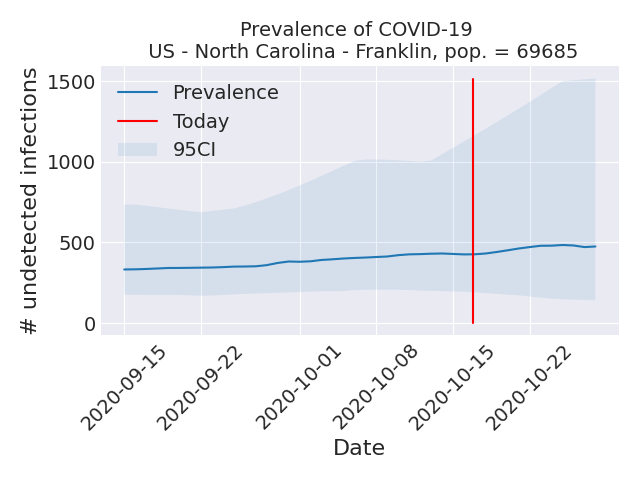 Prevalence of COVID-19
US - North Carolina - Franklin, pop. = 69685
# undetected infections
1500
1000
500
0
Prevalence
Today
95CI
2020-09-15
2020-09-22
2020-10-01
2020-10-08
2020-10-15
2020-10-22
Date